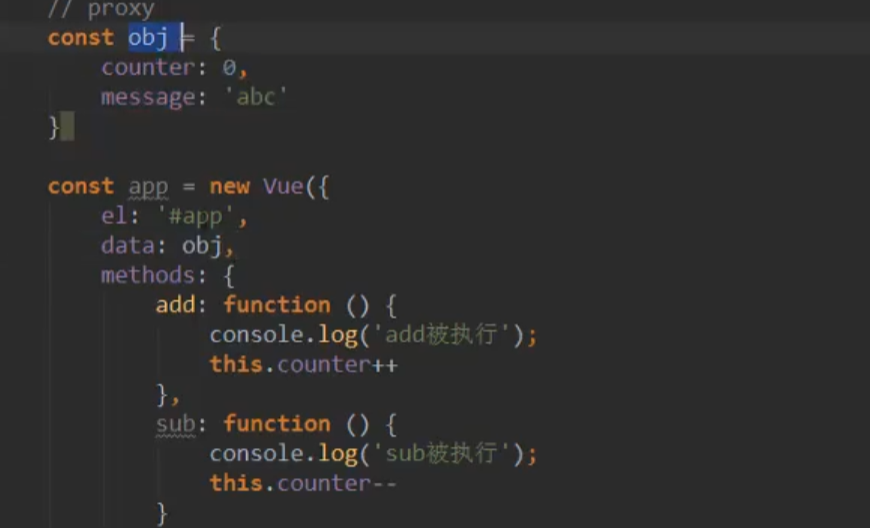 // proxy
const obj = {
    counter: 0,
    message: 'abc'
}
const app = new Vue({
    el: '#app',
    data: obj,
    methods: {
        add: function () {
            console.log('add被执行');
            this.counter++
        },
        sub: function () {
            console.log('sub被执行');
            this.counter--
        }